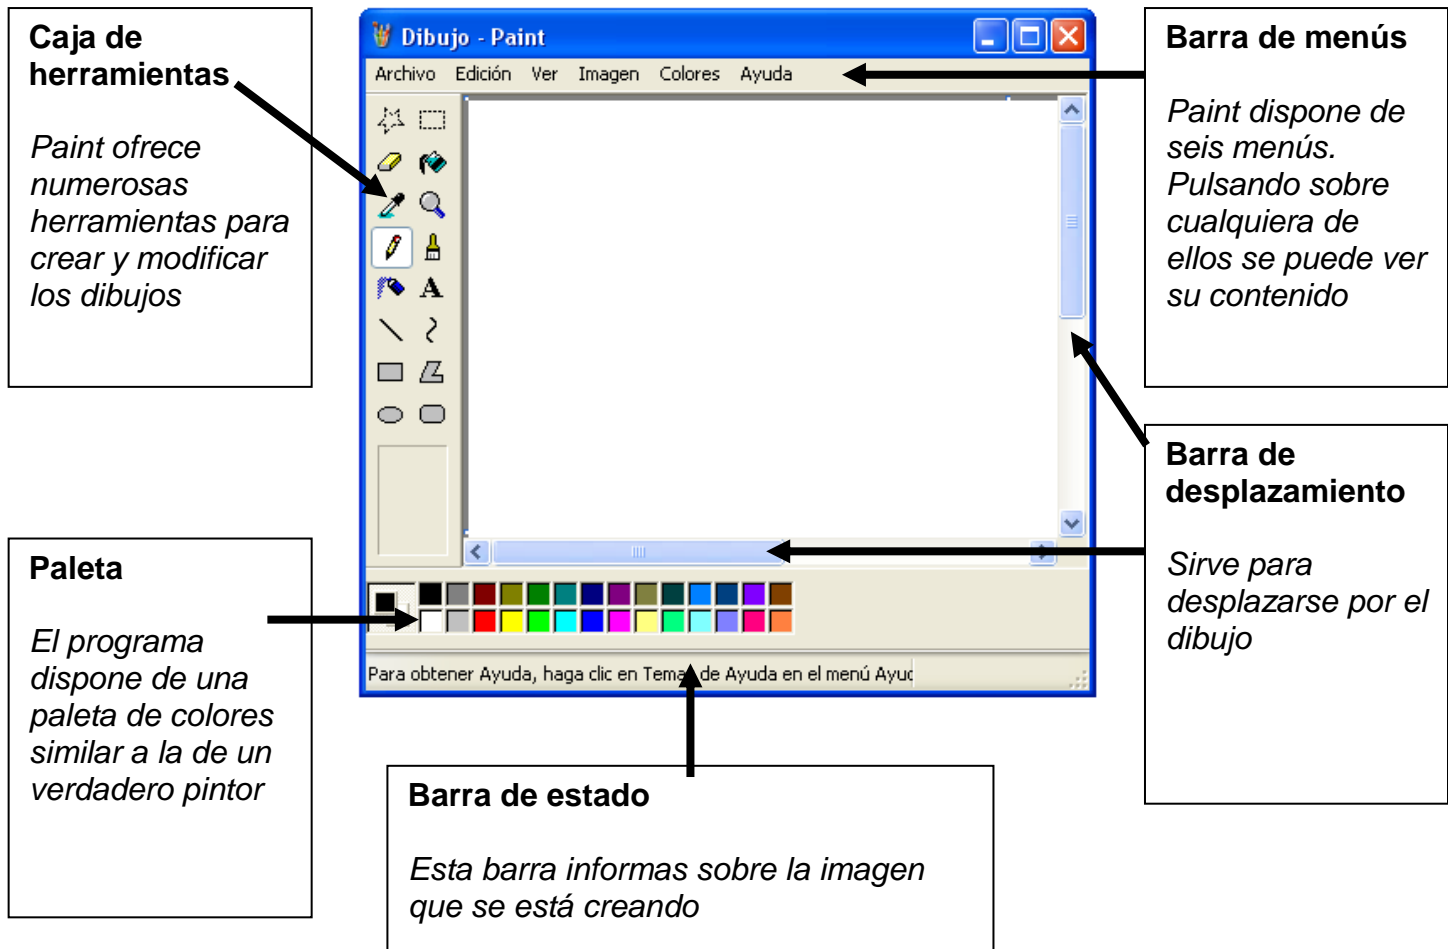 Caja de
herramientas
Paint ofrece
numerosas
herramientas para
crear y modificar
los dibujos
Dibujo - Paint
Archivo Edición Ver Imagen Colores Ayuda
A
Para obtener Ayuda, haga clic en Temas de Ayuda en el menú Ayud
Barra de menús
Paint dispone de
seis menús.
Pulsando sobre
cualquiera de
ellos se puede ver
su contenido
Barra de
desplazamiento
Sirve para
desplazarse por el
dibujo
Paleta
El programa
dispone de una
paleta de colores
similar a la de un
verdadero pintor
Barra de estado
Esta barra informas sobre la imagen
que se está creando